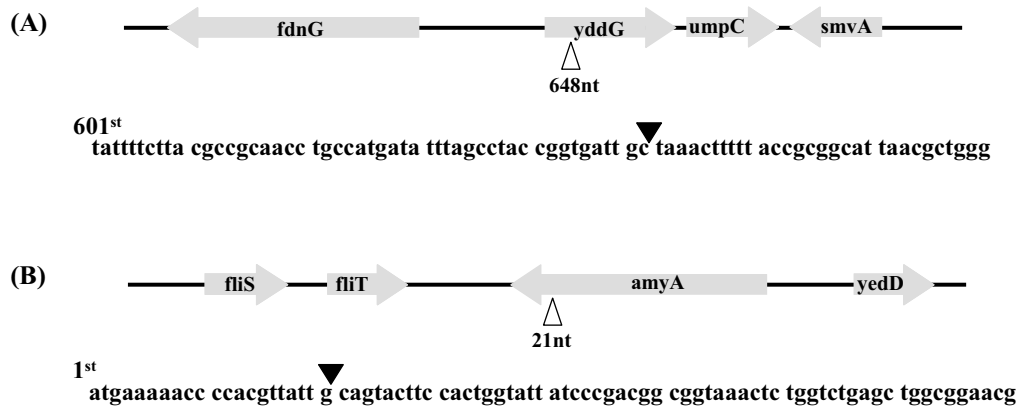 (A)
fdnG yddG umpC smvA
648nt
601st
tattttctta cgccgcaacc tgccatgata tttagcctac cggtgatt gc taaacttttt accgcggcat taacgctggg
(B)
fliS fliT amyA yedD
21nt
1st
atgaaaaacc cccacgttatt g cagtacttc cactggtatt atcccgacgg cggtaaactc tggtctgagc tggcggaacg